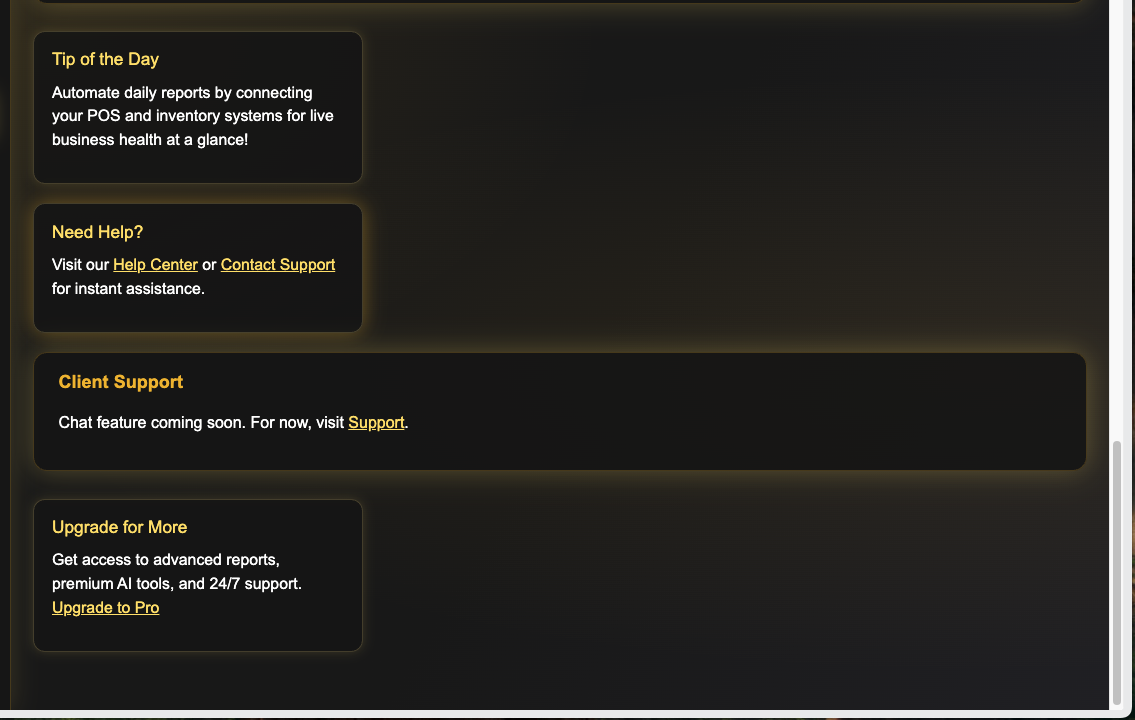 Tip of the Day
Automate daily reports by connecting
your POS and inventory systems for live
business health at a glance!
Need Help?
Visit our Help Center or Contact Support
for instant assistance.
Client Support
Chat feature coming soon. For now, visit Support.
Upgrade for More
Get access to advanced reports,
premium AI tools, and 24/7 support.
Upgrade to Pro